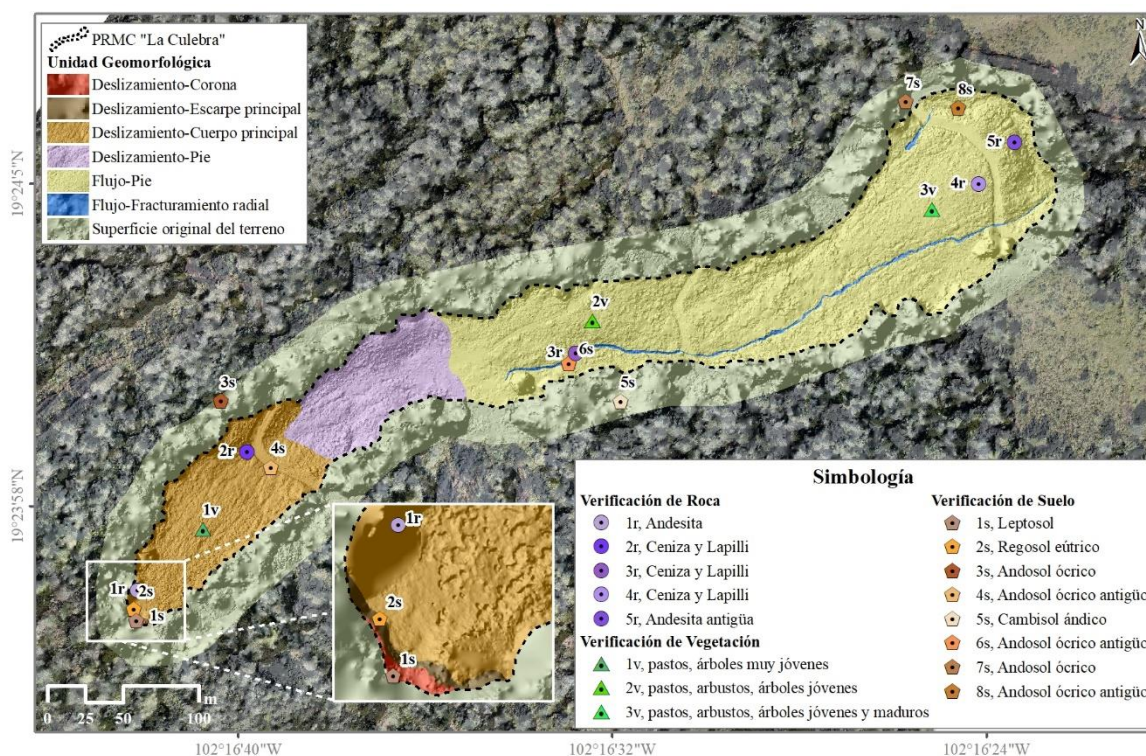 PRMC "La Culebra"
Unidad Geomorfológica
Deslizamiento-Corona
Deslizamiento-Escarpe principal
Deslizamiento-Cuerpo principal
Deslizamiento-Pie
Flujo-Pie
Flujo-Fracturamiento radial
Superficie original del terreno
N
7s
8s
5r
4r
3v
2v
3r
6s
5s
3s
2r
4s
1v
1r
2s
1s
1r
2s
1s
0 25 50 100
m
19°24'5"N
19°23'58"N
102°16'40"W
102°16'32"W
102°16'24"W
Simbología
Verificación de Roca
1r, Andesita
2r, Ceniza y Lapilli
3r, Ceniza y Lapilli
4r, Ceniza y Lapilli
5r, Andesita antigüa
Verificación de Vegetación
1v, pastos, árboles muy jóvenes
2v, pastos, arbustos, árboles jóvenes
3v, pastos, arbustos, árboles jóvenes y maduros
Verificación de Suelo
1s, Leptosol
2s, Regosol eútrico
3s, Andosol ócrico
4s, Andosol ócrico antigüo
5s, Cambisol ándico
6s, Andosol ócrico antigüo
7s, Andosol ócrico
8s, Andosol ócrico antigüo